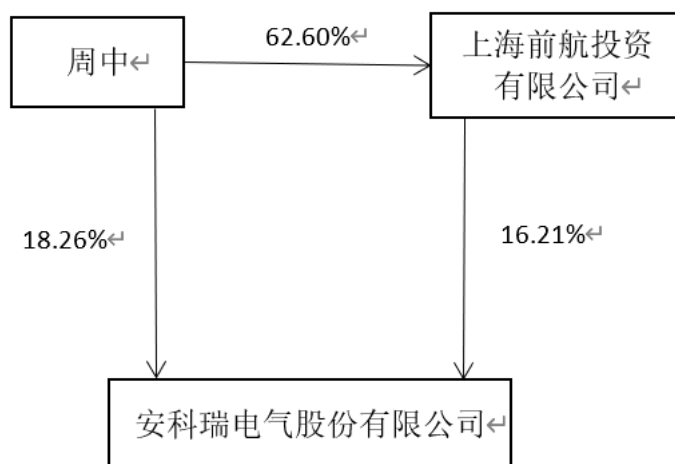 62.60%↵
周中↵
上海前航投资
有限公司↵
18.26%↵
16.21%↵
安科瑞电气股份有限公司↵